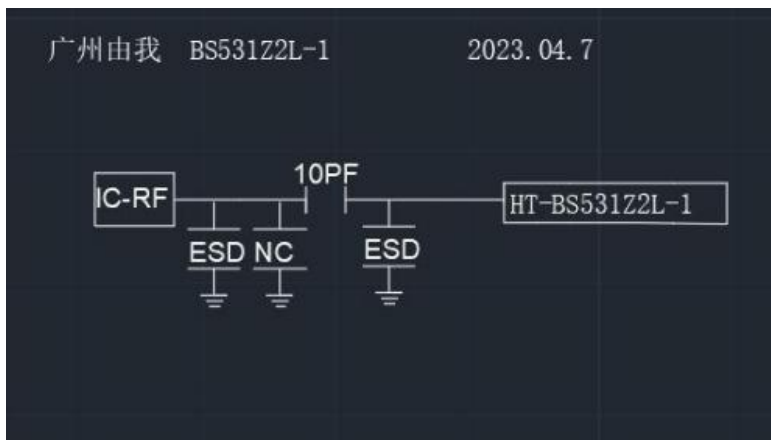 广州由我 BS531Z2L-1 2023.04.7
10PF
IC-RF
HT-BS531Z2L-1
ESD NC ESD